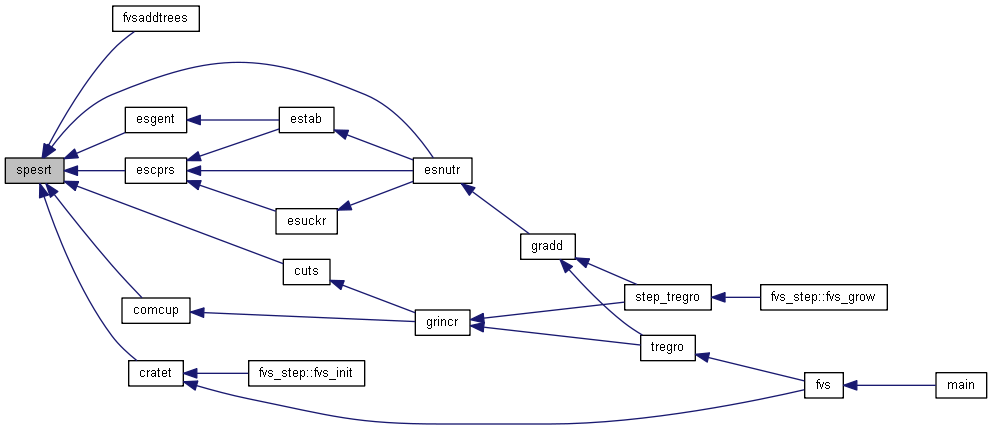 fvsaddtrees
esgent
estab
spesrt
escprs
esnutr
esuckr
gradd
cuts
step_tregro
fvs_step::fvs_grow
comcup
grincr
tregro
cratet
fvs_step::fvs_init
fvs
main